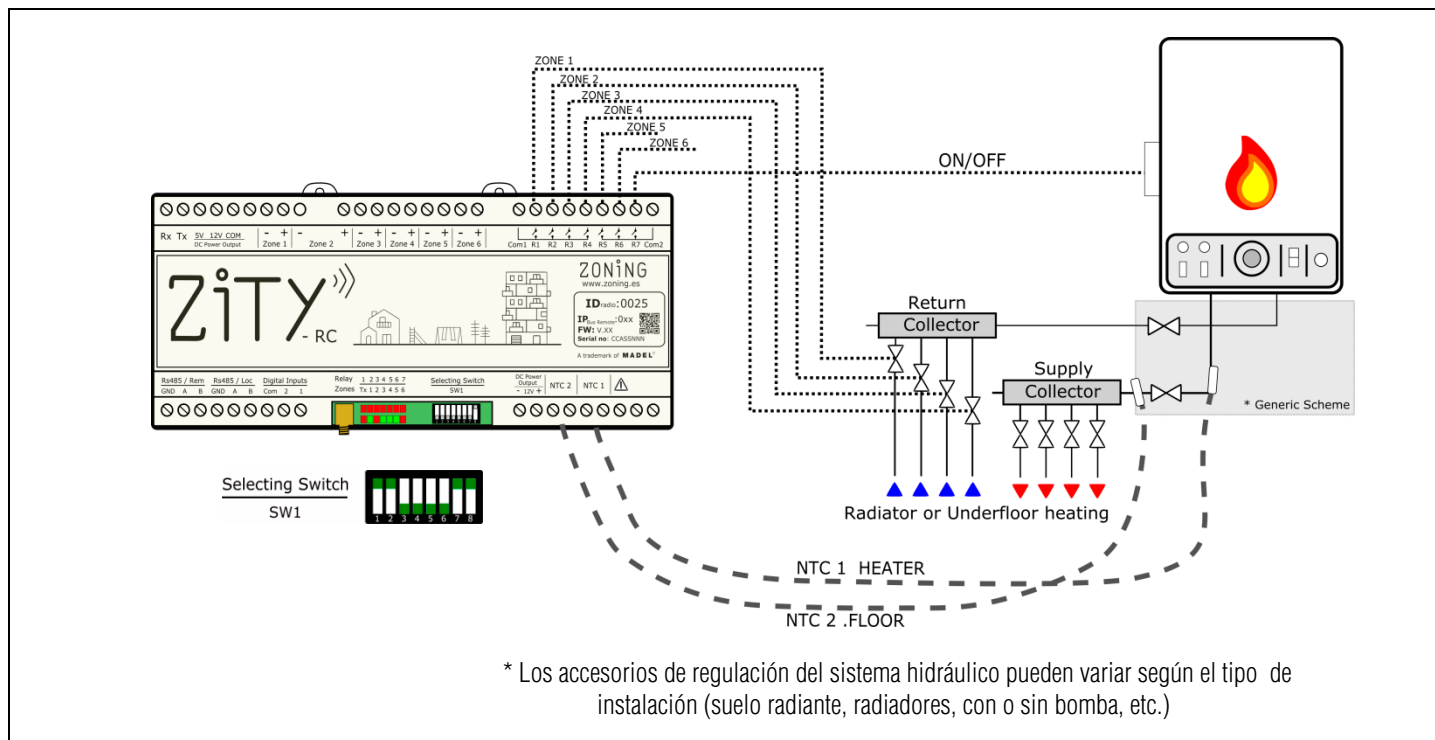 ZONE 1
ZONE 2
ZONE 3
ZONE 4
ZONE 5
ZONE 6
ON/OFF
Rx Tx 5V 12V COM - + - + - + - + - + - +
DC Power Output Zone 1 Zone 2 Zone 3 Zone 4 Zone 5 Zone 6
Com1 R1 R2 R3 R4 R5 R6 R7 Com2
ZiTY
- RC
ZONiNG
www.zoning.es
ID radio:0025
IP Bus Remote:0xx
FW: V.XX
Serial no: CCASSNNN
A trademark of MADEL
Rs485 / Rem Rs485 / Loc Digital Inputs
GND A B GND A B Com 2 1
Relay 1 2 3 4 5 6 7
Zones Tx 1 2 3 4 5 6
Selecting Switch
SW1
DC Power
Output
- 12V +
NTC 2
NTC 1
Return
Collector
Supply
Collector
* Generic Scheme
Radiator or Underfloor heating
Selecting Switch
SW1
1 2 3 4 5 6 7 8
NTC 1 HEATER
NTC 2 .FLOOR
* Los accesorios de regulación del sistema hidráulico pueden variar según el tipo de
instalación (suelo radiante, radiadores, con o sin bomba, etc.)